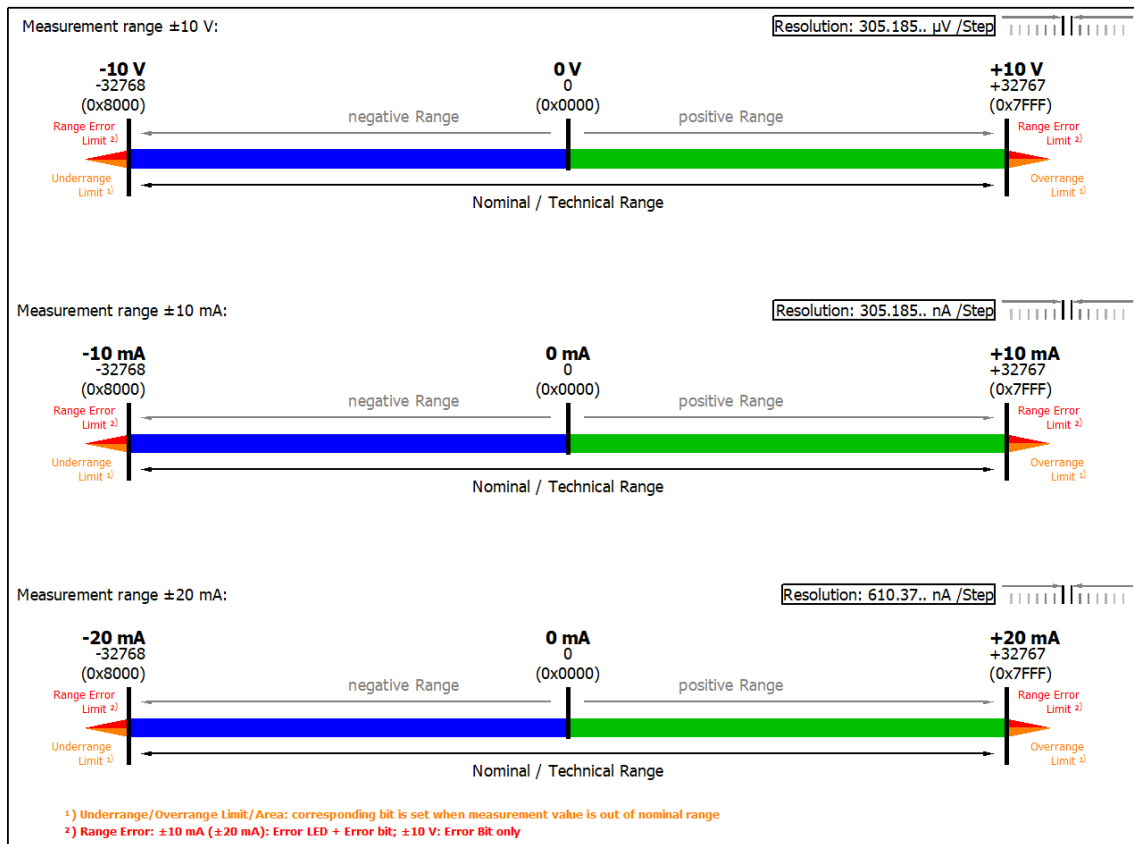 Measurement range ±10 V:
Resolution: 305.185.. µV /Step
-10 V
-32768
(0x8000)
0 V
0
(0x0000)
+10 V
+32767
(0x7FFF)
Range Error
Limit ²⁾
negative Range
positive Range
Range Error
Limit ²⁾
Underrange
Limit ¹⁾
Overrange
Limit ¹⁾
Nominal / Technical Range
Measurement range ±10 mA:
Resolution: 305.185.. nA /Step
-10 mA
-32768
(0x8000)
0 mA
0
(0x0000)
+10 mA
+32767
(0x7FFF)
Range Error
Limit ²⁾
negative Range
positive Range
Range Error
Limit ²⁾
Underrange
Limit ¹⁾
Overrange
Limit ¹⁾
Nominal / Technical Range
Measurement range ±20 mA:
Resolution: 610.37.. nA /Step
-20 mA
-32768
(0x8000)
0 mA
0
(0x0000)
+20 mA
+32767
(0x7FFF)
Range Error
Limit ²⁾
negative Range
positive Range
Range Error
Limit ²⁾
Underrange
Limit ¹⁾
Overrange
Limit ¹⁾
Nominal / Technical Range
¹⁾ Underrange/Overrange Limit/Area: corresponding bit is set when measurement value is out of nominal range
²⁾ Range Error: ±10 mA (±20 mA): Error LED + Error bit; ±10 V: Error Bit only